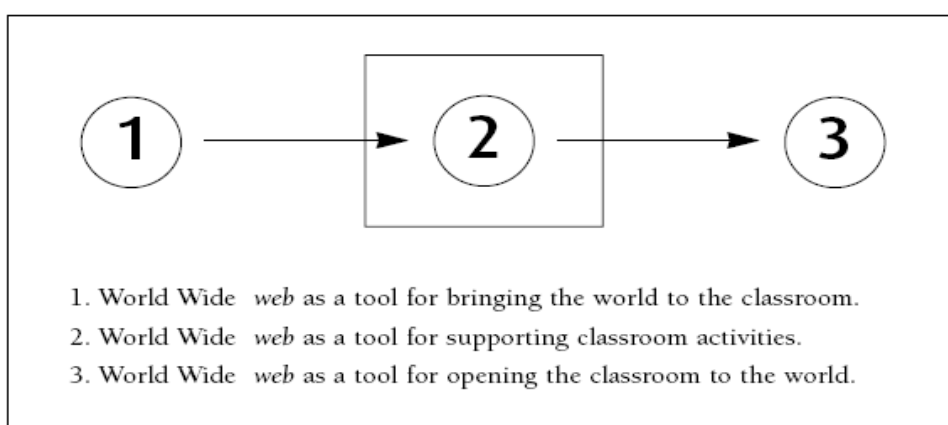 1 2 3
1. World Wide web as a tool for bringing the world to the classroom.
2. World Wide web as a tool for supporting classroom activities.
3. World Wide web as a tool for opening the classroom to the world.